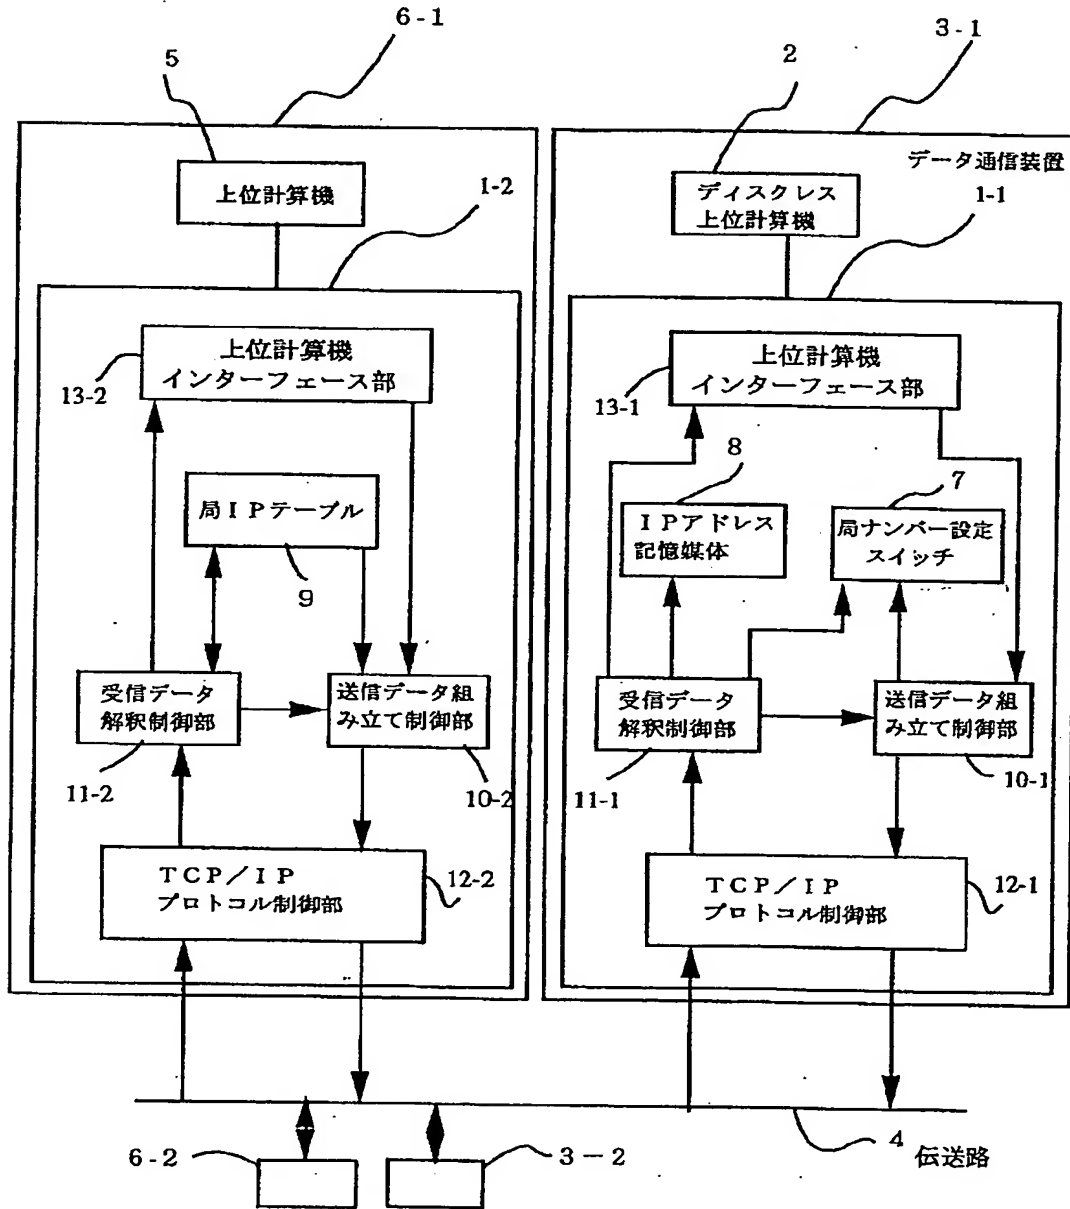 6-1
3-1
5
2
データ通信装置
上位計算機
1-2
ディスクレス
上位計算機
1-1
上位計算機
インターフェース部
13-2
上位計算機
インターフェース部
13-1
局IPテーブル
9
8
IPアドレス
記憶媒体
7
局ナンバー設定
スイッチ
受信データ
解釈制御部
11-2
送信データ組
み立て制御部
10-2
受信データ
解釈制御部
11-1
送信データ組
み立て制御部
10-1
TCP/IP
プロトコル制御部
12-2
TCP/IP
プロトコル制御部
12-1
6-2
3-2
4
伝送路